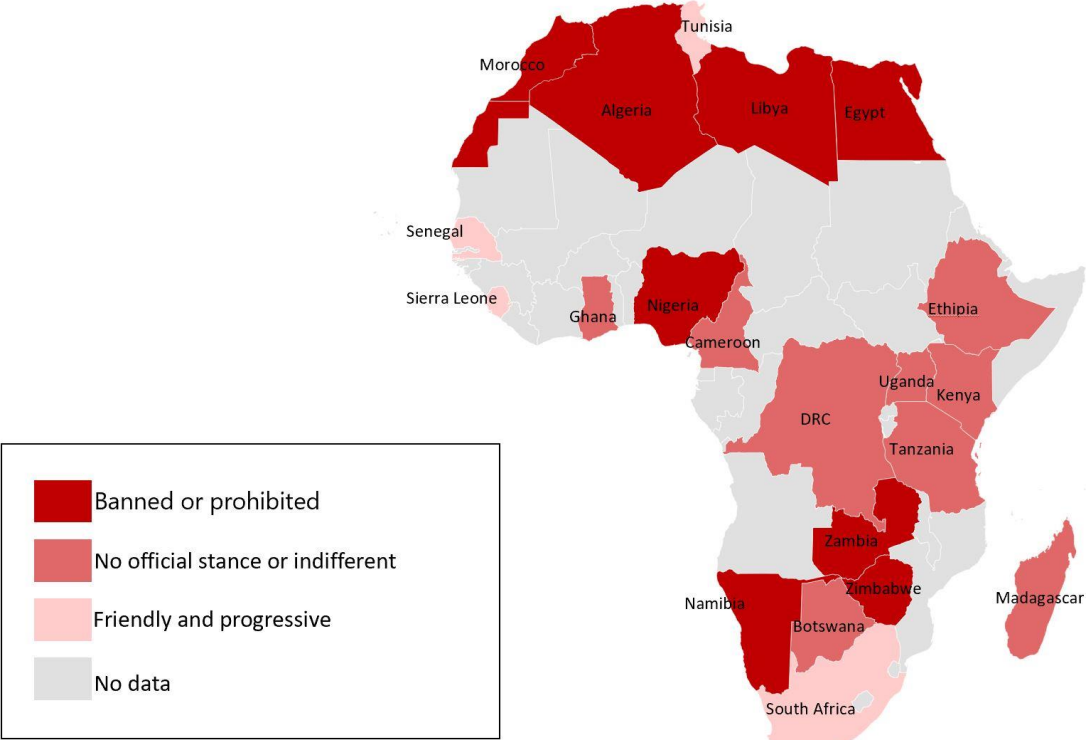 Tunisia
Morocco
Algeria
Libya
Egypt
Senegal
Sierra Leone
Ghana
Nigeria
Cameroon
Ethipia
Uganda
Kenya
DRC
Tanzania
Zambia
Zimbabwe
Namibia
Botswana
Madagascar
South Africa
Banned or prohibited
No official stance or indifferent
Friendly and progressive
No data